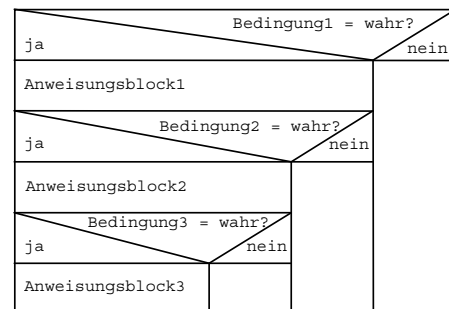 Bedingung1 = wahr?
ja
nein
Anweisungsblock1
Bedingung2 = wahr?
ja
nein
Anweisungsblock2
Bedingung3 = wahr?
ja
nein
Anweisungsblock3